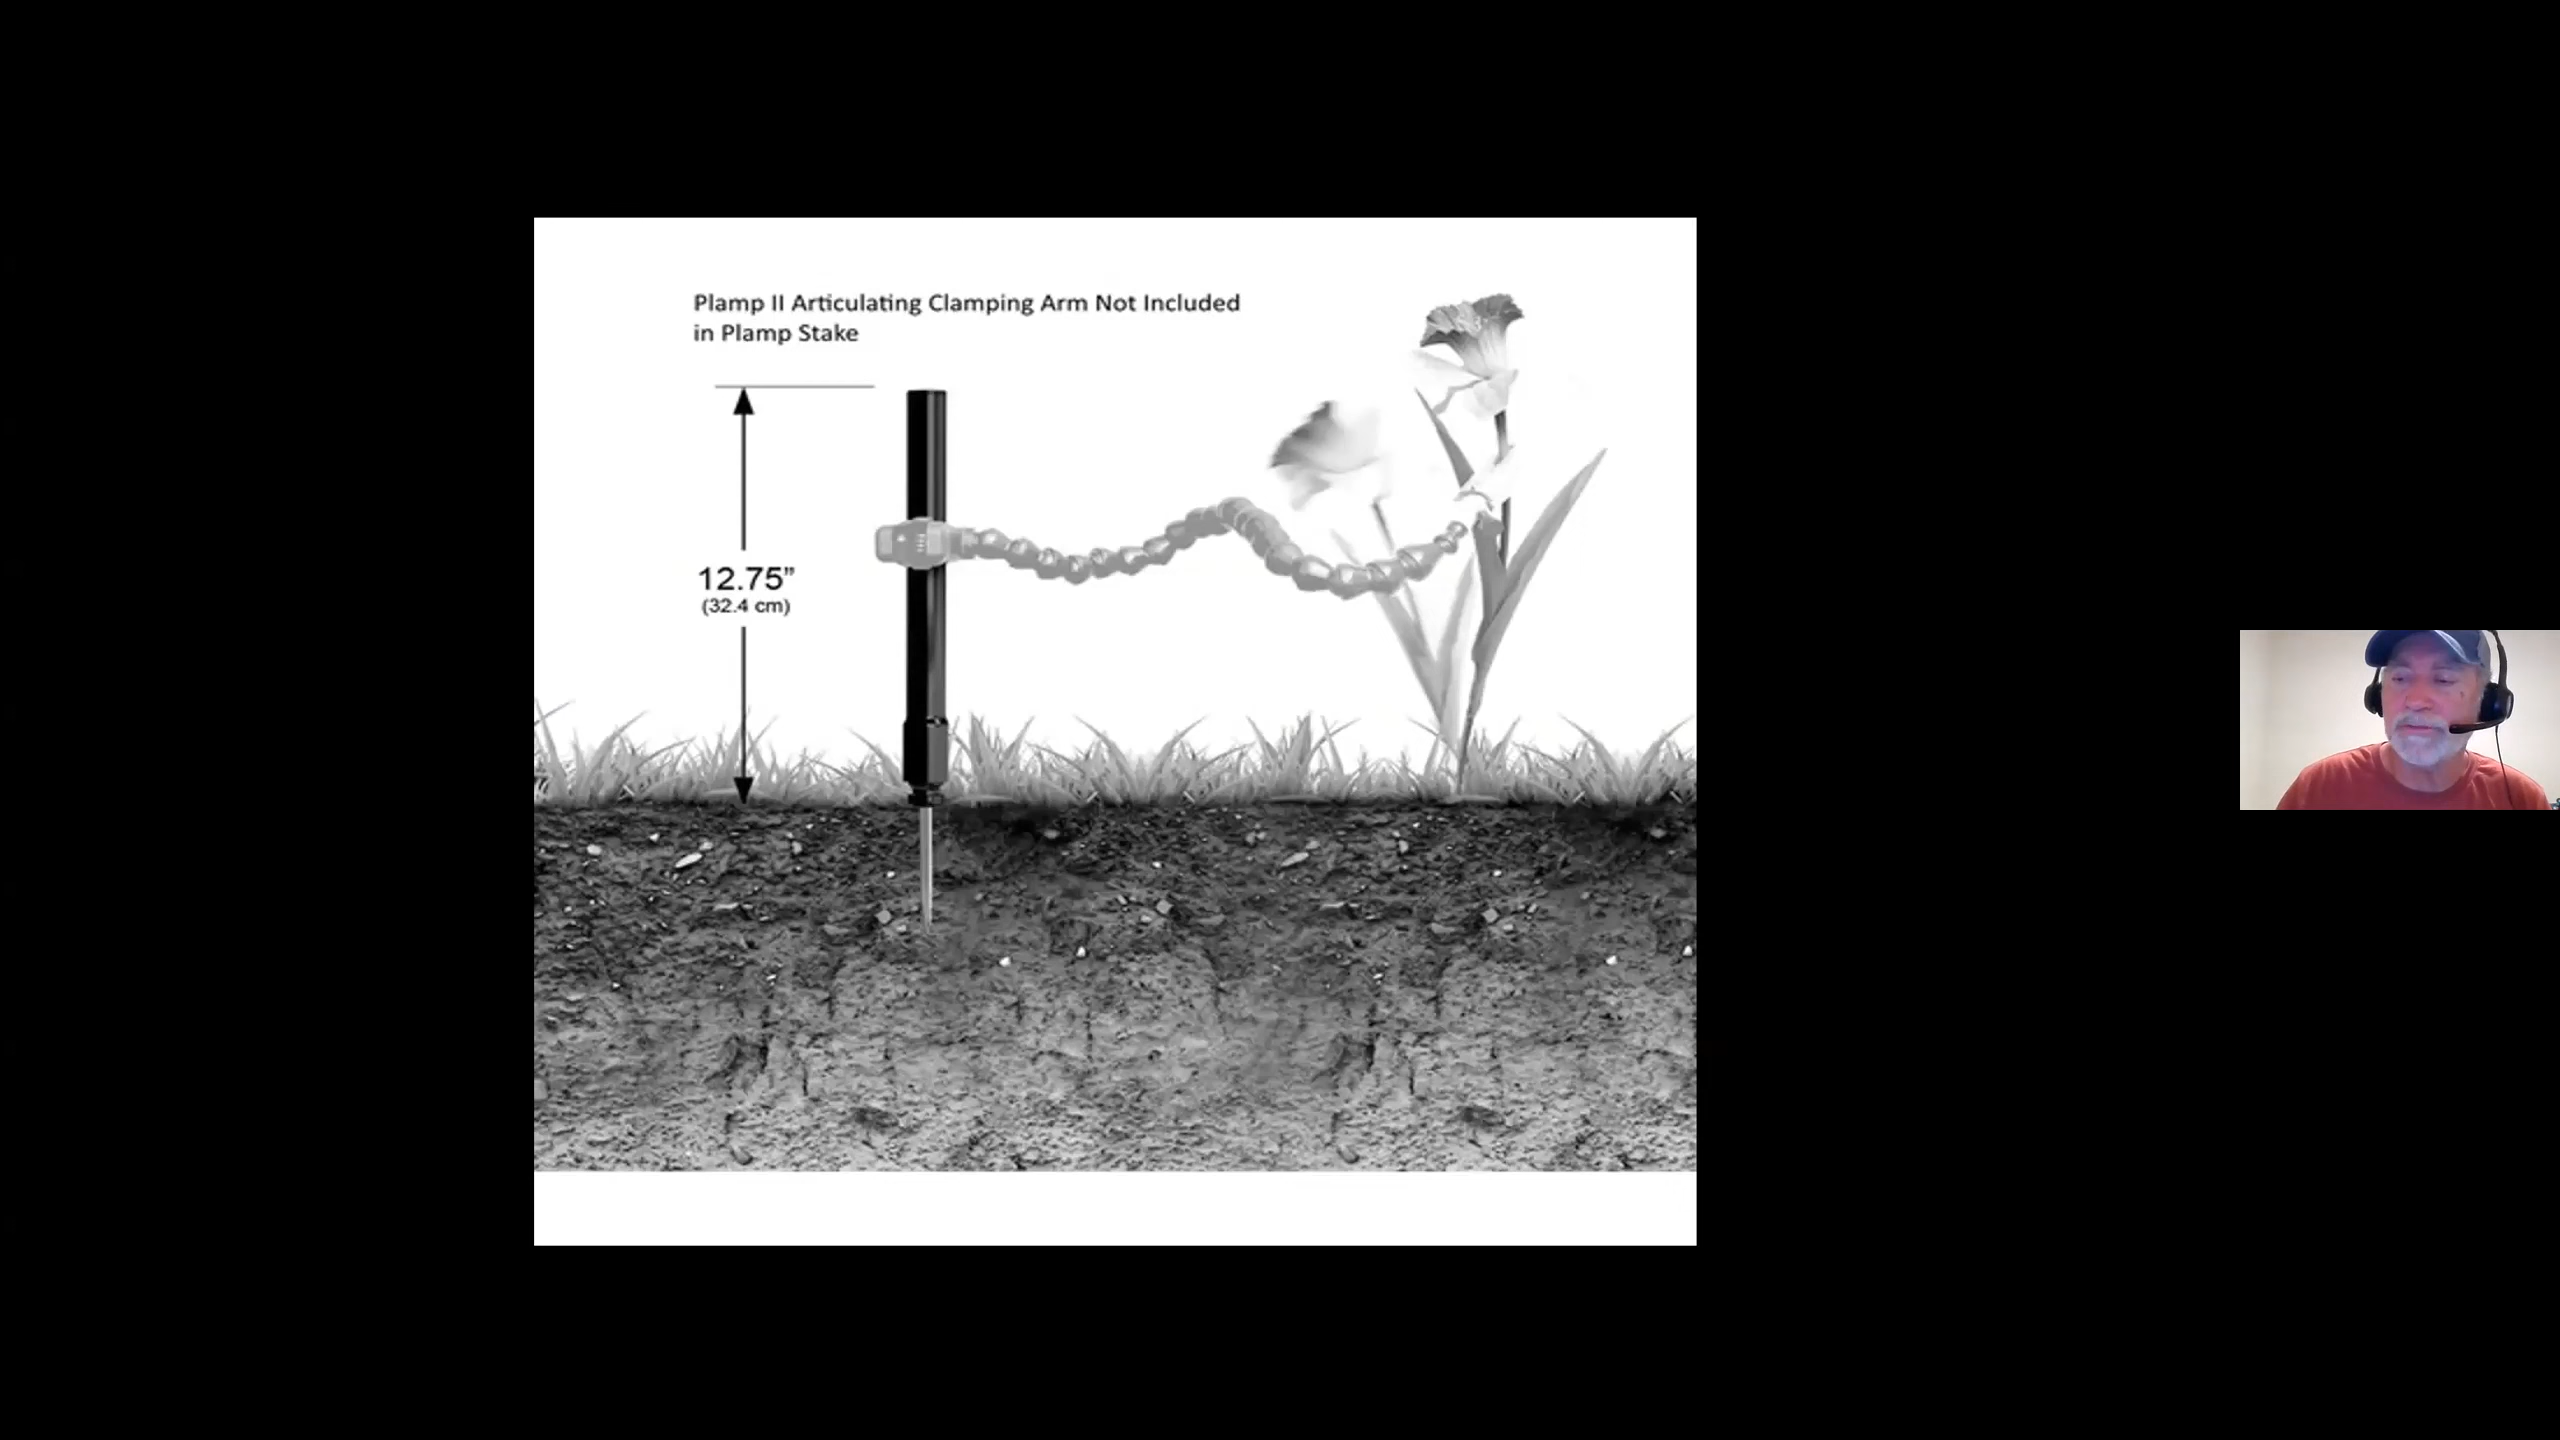 Plamp II Articulating Clamping Arm Not Included
in Plamp Stake
12.75”
(32.4 cm)